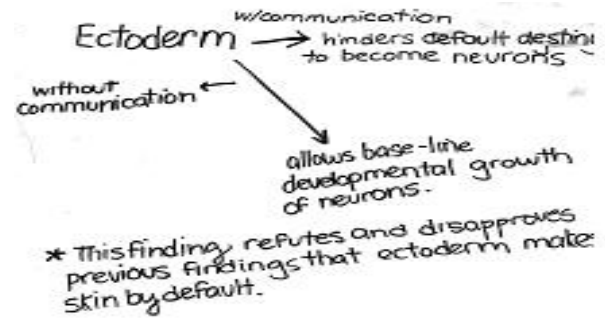 w/communication
Ectoderm → hinders default destini
to become neurons
without
communication ←
allows base-line
developmental growth
of neurons.
* This finding, refutes and disapproves
previous findings that ectoderm make
skin by default.